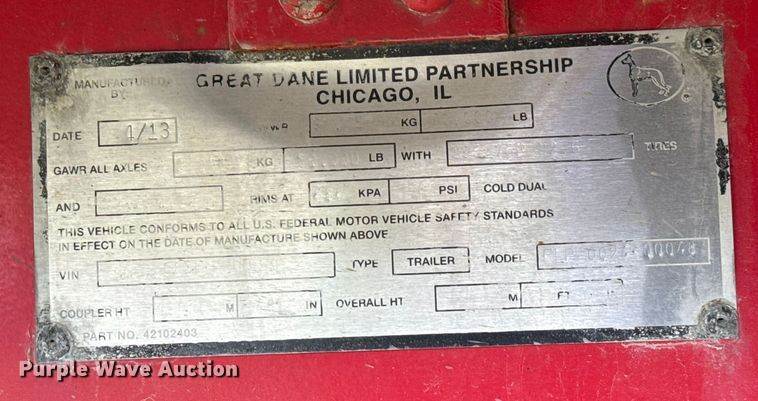 MANUFACTURED BY GREAT DANE LIMITED PARTNERSHIP
CHICAGO, IL
DATE 4/13 KG LB
GAWR ALL AXLES KG LB WITH TIRES
AND RIMS AT KPA PSI COLD DUAL
THIS VEHICLE CONFORMS TO ALL U.S. FEDERAL MOTOR VEHICLE SAFETY STANDARDS
IN EFFECT ON THE DATE OF MANUFACTURE SHOWN ABOVE
VIN TYPE TRAILER MODEL
COUPLER HT M IN OVERALL HT M FT
PART NO. 42102403
Purple Wave Auction